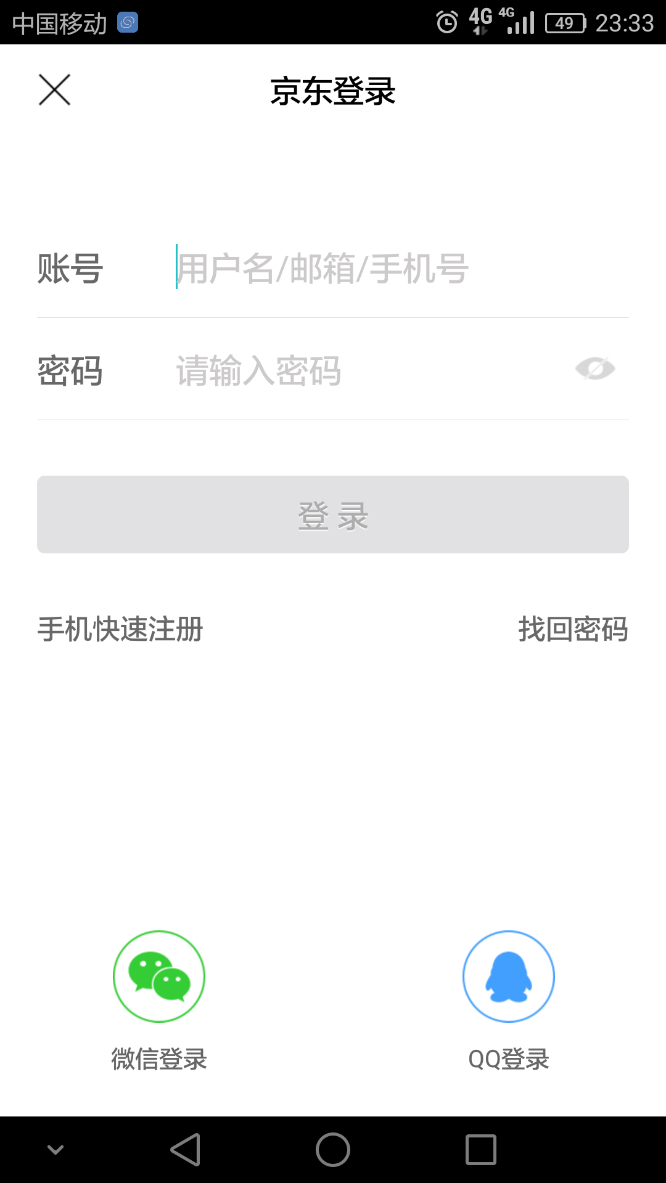 中国移动 4G 4G 49 23:33
京东登录
账号 用户名/邮箱/手机号
密码 请输入密码
登录
手机快速注册 找回密码
微信登录 QQ登录